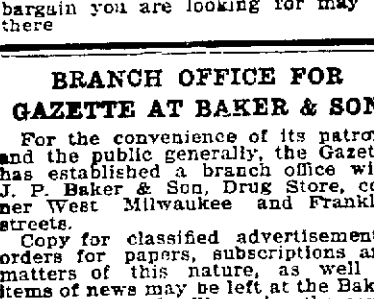 bargain you are looking for may
there
BRANCH OFFICE FOR
GAZETTE AT BAKER & SON
For the convenience of its patro
and the public generally, the Gazet
has established a branch office wi
J. P. Baker & Son, Drug Store, co
ner West Milwaukee and Frankl
streets.
Copy for classified advertisement
orders for papers, subscriptions a
matters of this nature, as well
items of news may be left at the Bak